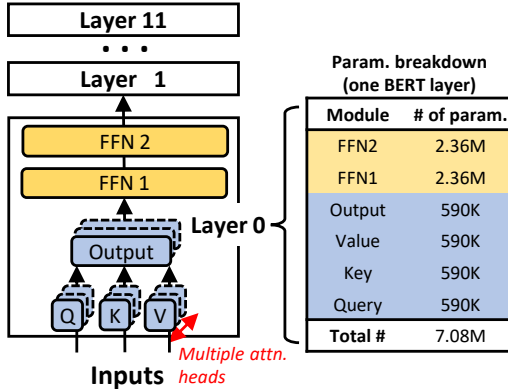 Layer 11
...
Layer 1
FFN 2
FFN 1
Output
Q K V
Multiple attn.
heads
Inputs
Layer 0
Param. breakdown
(one BERT layer)
Module # of param.
FFN2 2.36M
FFN1 2.36M
Output 590K
Value 590K
Key 590K
Query 590K
Total # 7.08M